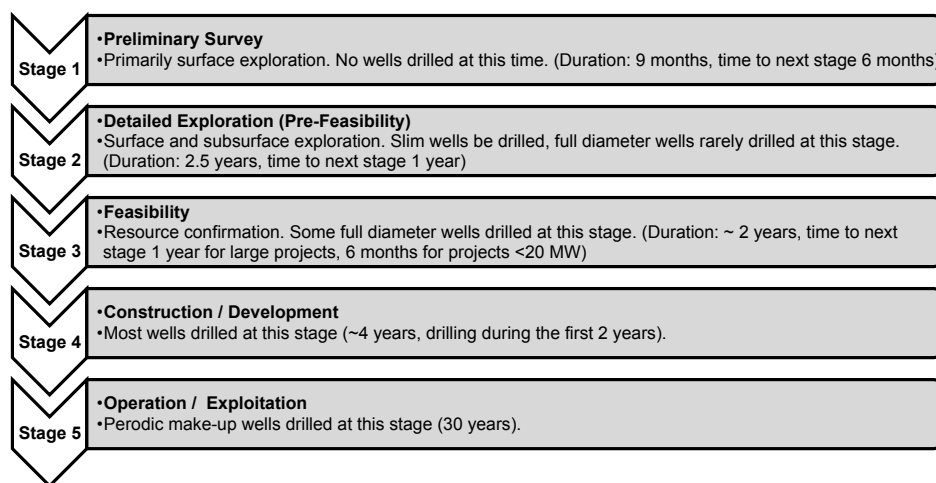 Stage 1
•Preliminary Survey
•Primarily surface exploration. No wells drilled at this time. (Duration: 9 months, time to next stage 6 months)
Stage 2
•Detailed Exploration (Pre-Feasibility)
•Surface and subsurface exploration. Slim wells be drilled, full diameter wells rarely drilled at this stage.
(Duration: 2.5 years, time to next stage 1 year)
Stage 3
•Feasibility
•Resource confirmation. Some full diameter wells drilled at this stage. (Duration: ~ 2 years, time to next
stage 1 year for large projects, 6 months for projects <20 MW)
Stage 4
•Construction / Development
•Most wells drilled at this stage (~4 years, drilling during the first 2 years).
Stage 5
•Operation / Exploitation
•Perodic make-up wells drilled at this stage (30 years).